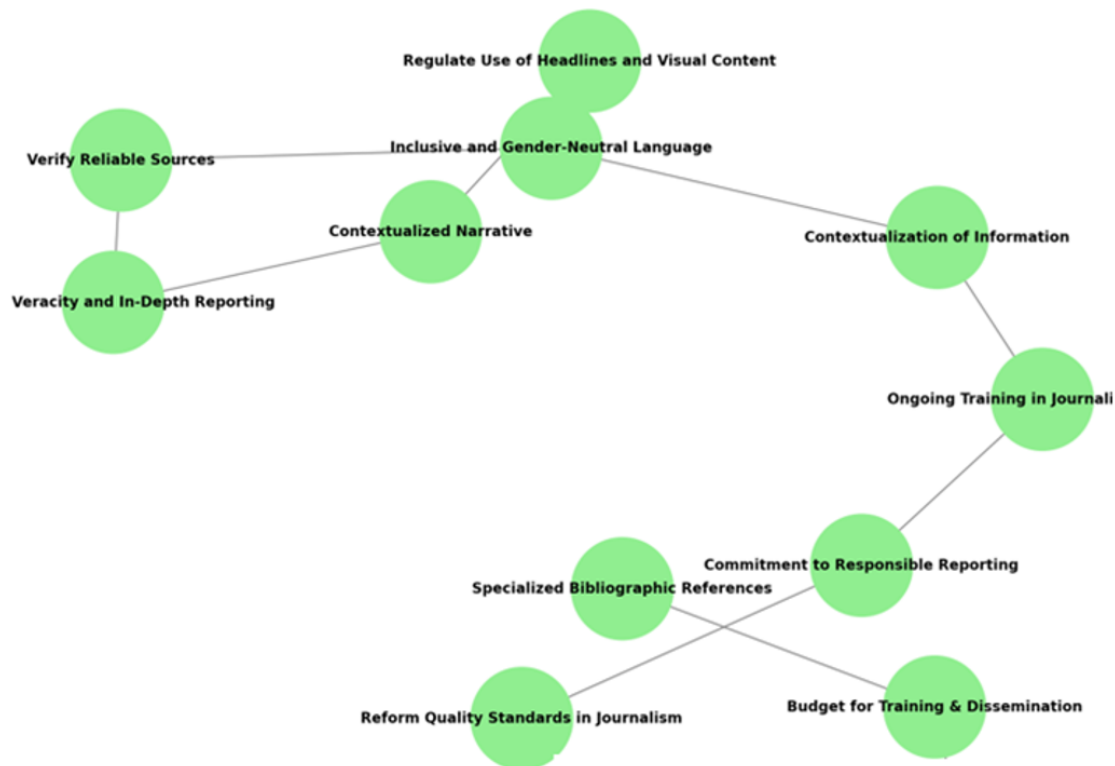 Regulate Use of Headlines and Visual Content
Inclusive and Gender-Neutral Language
Verify Reliable Sources
Contextualized Narrative
Contextualization of Information
Veracity and In-Depth Reporting
Ongoing Training in Journali
Commitment to Responsible Reporting
Specialized Bibliographic References
Budget for Training & Dissemination
Reform Quality Standards in Journalism